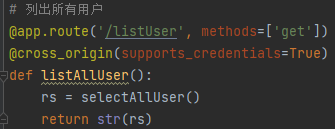 # 列出所有用户
@app.route('/listUser', methods=['get'])
@cross_origin(supports_credentials=True)
def listAllUser():
    rs = selectAllUser()
    return str(rs)